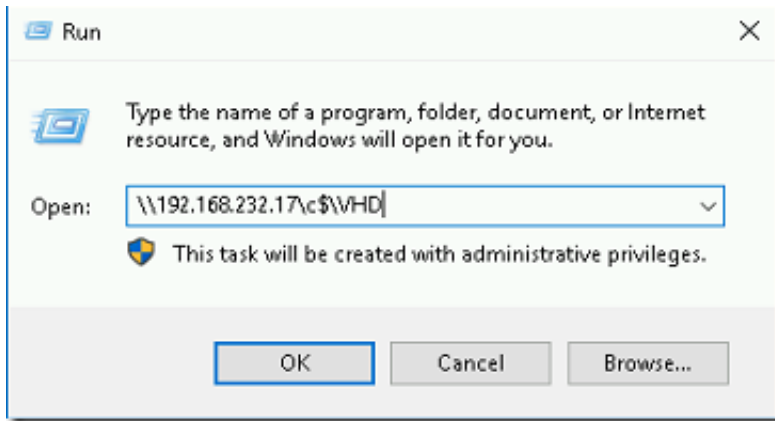 Run
Type the name of a program, folder, document, or Internet
resource, and Windows will open it for you.
Open: \\192.168.232.17\c$\VHD
This task will be created with administrative privileges.
OK Cancel Browse...